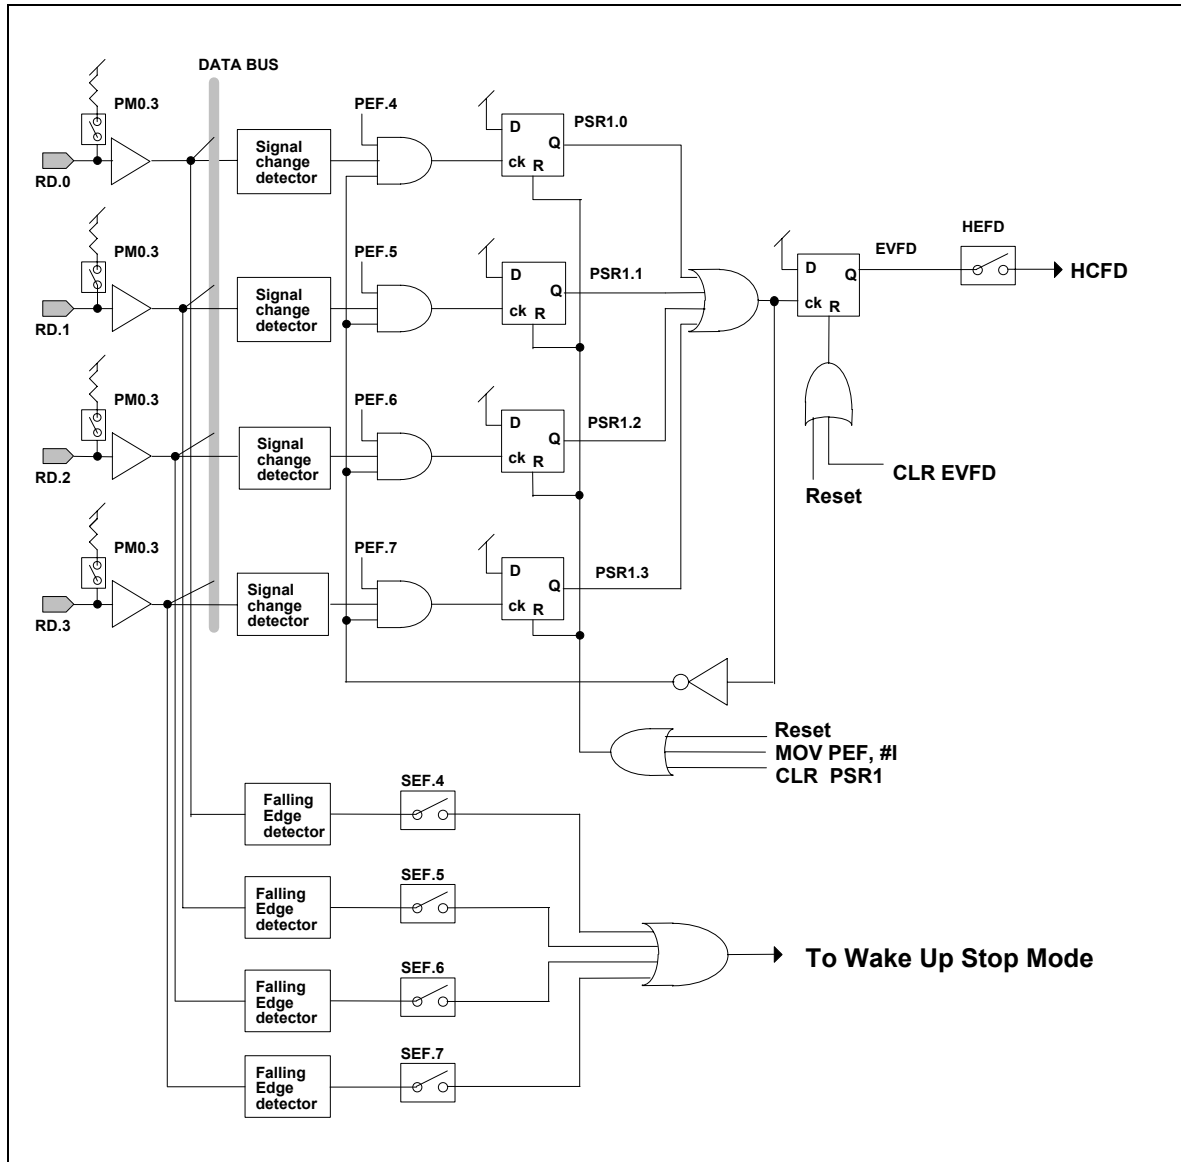 DATA BUS
PM0.3
RD.0
Signal
change
detector
PEF.4
D
Q
ck
R
PSR1.0
PM0.3
RD.1
Signal
change
detector
PEF.5
D
Q
ck
R
PSR1.1
PM0.3
RD.2
Signal
change
detector
PEF.6
D
Q
ck
R
PSR1.2
PM0.3
RD.3
Signal
change
detector
PEF.7
D
Q
ck
R
PSR1.3
D
Q
ck
R
EVFD
HEFD
HCFD
CLR EVFD
Reset
Reset
MOV PEF, #I
CLR PSR1
Falling
Edge
detector
SEF.4
Falling
Edge
detector
SEF.5
Falling
Edge
detector
SEF.6
Falling
Edge
detector
SEF.7
To Wake Up Stop Mode